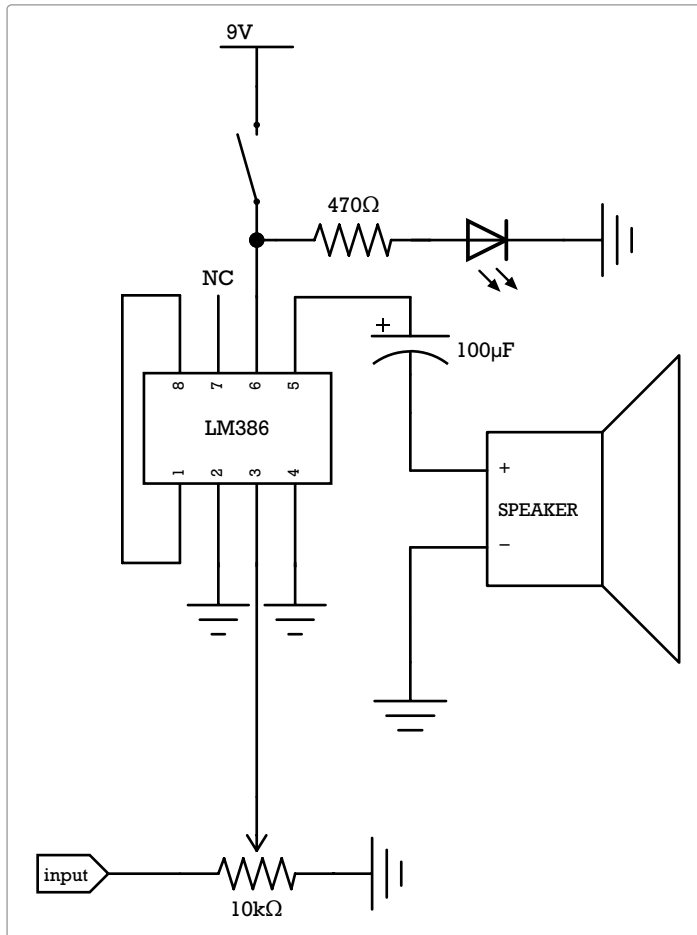 9V
470Ω
NC
+
100µF
8 7 6 5
LM386
1 2 3 4
+
SPEAKER
−
input
10kΩ